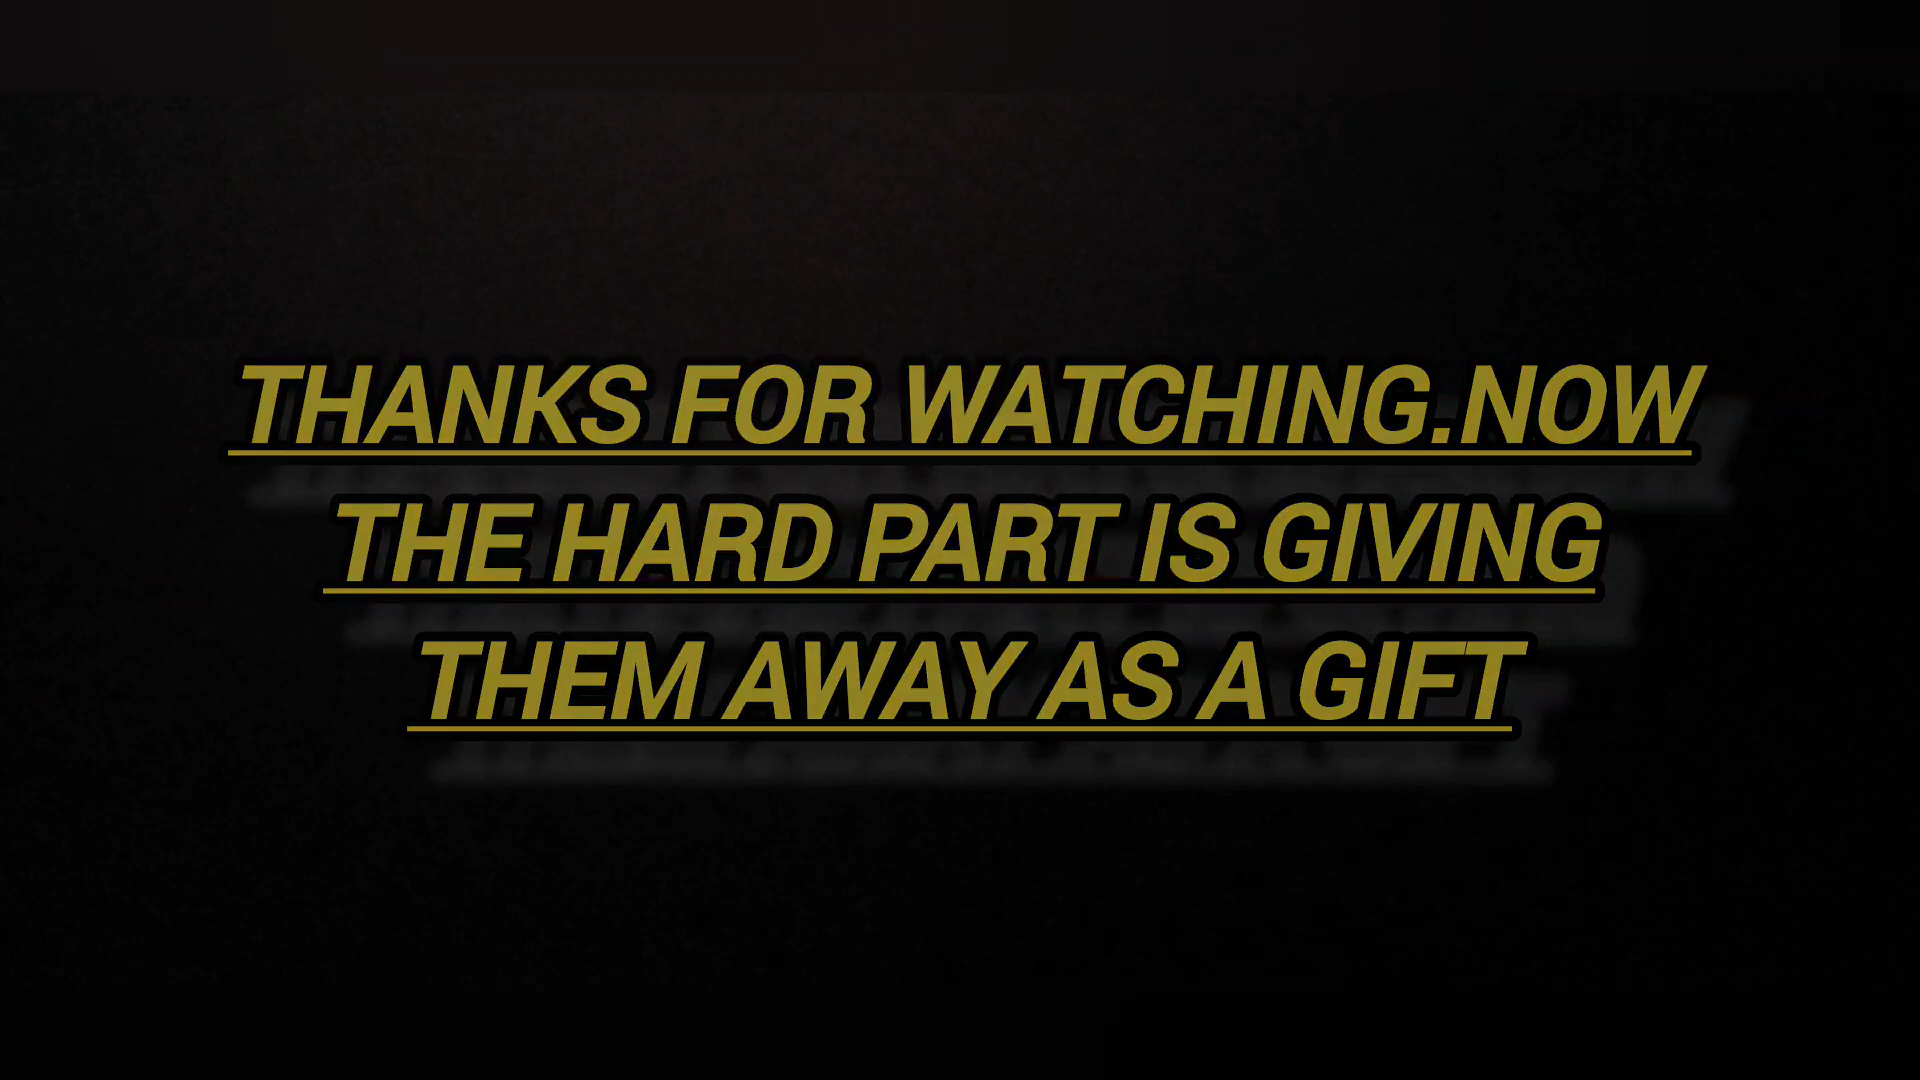 THANKS FOR WATCHING.NOW
THE HARD PART IS GIVING
THEM AWAY AS A GIFT